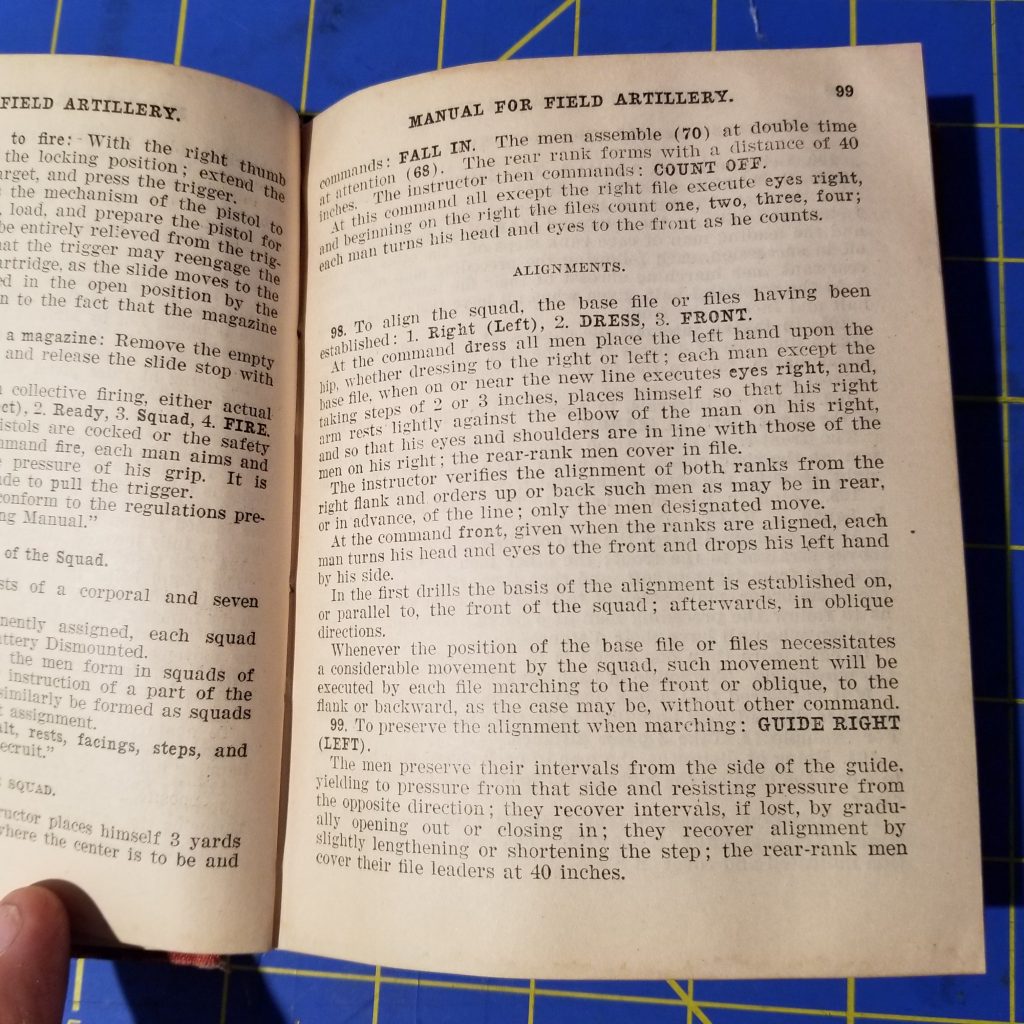 FIELD ARTILLERY.
to fire: With the right thumb
the locking position; extend the
arget, and press the trigger.
the mechanism of the pistol to
load, and prepare the pistol for
be entirely relieved from the trig-
at the trigger may reengage the
artridge, as the slide moves to the
ed in the open position by the
n to the fact that the magazine
a magazine: Remove the empty
and release the slide stop with
collective firing, either actual
ct), 2. Ready, 3. Squad, 4. FIRE.
istols are cocked or the safety
mmand fire, each man aims and
pressure of his grip. It is
de to pull the trigger.
conform to the regulations pre-
ng Manual."
of the Squad.
sts of a corporal and seven
nently assigned, each squad
ttery Dismounted.
the men form in squads of
instruction of a part of the
similarly be formed as squads
t assignment.
alt, rests, facings, steps, and
ecruit."
SQUAD.
ructor places himself 3 yards
where the center is to be and
MANUAL FOR FIELD ARTILLERY. 99
commands: FALL IN. The men assemble (70) at double time
at attention (68). The rear rank forms with a distance of 40
inches. The instructor then commands: COUNT OFF.
At this command all except the right file execute eyes right,
and beginning on the right the files count one, two, three, four;
each man turns his head and eyes to the front as he counts.
ALIGNMENTS.
98. To align the squad, the base file or files having been
established: 1. Right (Left), 2. DRESS, 3. FRONT.
At the command dress all men place the left hand upon the
hip, whether dressing to the right or left; each man except the
base file, when on or near the new line executes eyes right, and,
taking steps of 2 or 3 inches, places himself so that his right
arm rests lightly against the elbow of the man on his right,
and so that his eyes and shoulders are in line with those of the
men on his right; the rear-rank men cover in file.
The instructor verifies the alignment of both ranks from the
right flank and orders up or back such men as may be in rear,
or in advance, of the line; only the men designated move.
At the command front, given when the ranks are aligned, each
man turns his head and eyes to the front and drops his left hand
by his side.
In the first drills the basis of the alignment is established on,
or parallel to, the front of the squad; afterwards, in oblique
directions.
Whenever the position of the base file or files necessitates
a considerable movement by the squad, such movement will be
executed by each file marching to the front or oblique, to the
flank or backward, as the case may be, without other command.
99. To preserve the alignment when marching: GUIDE RIGHT
(LEFT).
The men preserve their intervals from the side of the guide,
yielding to pressure from that side and resisting pressure from
the opposite direction; they recover intervals, if lost, by gradu-
ally opening out or closing in; they recover alignment by
slightly lengthening or shortening the step; the rear-rank men
cover their file leaders at 40 inches.